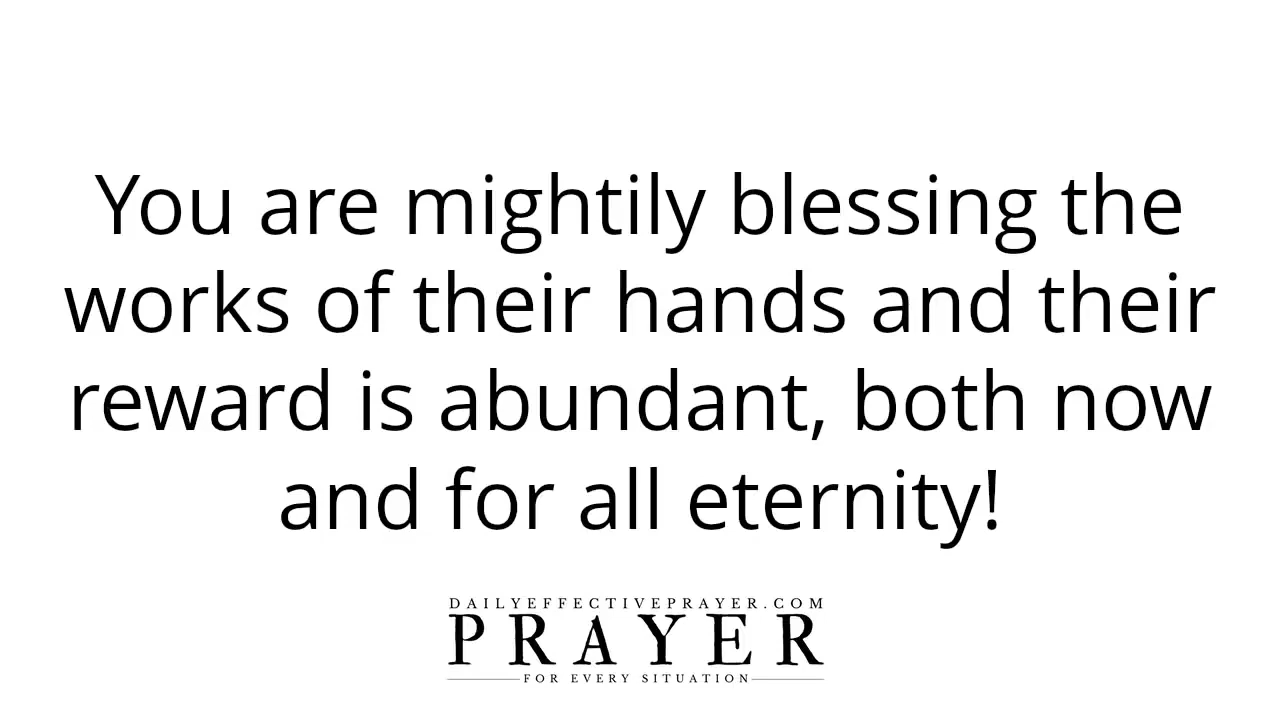 You are mightily blessing the
works of their hands and their
reward is abundant, both now
and for all eternity!
DAILYEFFECTIVEPRAYER.COM
PRAYER
FOR EVERY SITUATION